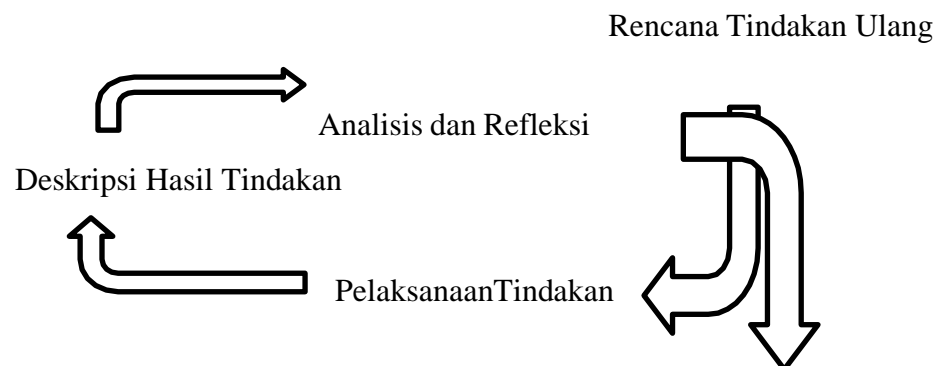 Rencana Tindakan Ulang
Analisis dan Refleksi
Deskripsi Hasil Tindakan
PelaksanaanTindakan